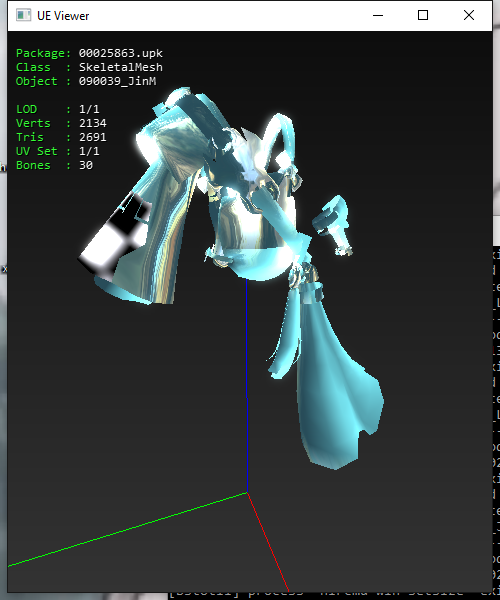 UE Viewer
Package: 00025863.upk
Class : SkeletalMesh
Object : 090039_JinM
LOD : 1/1
Verts : 2134
Tris : 2691
UV Set : 1/1
Bones : 30